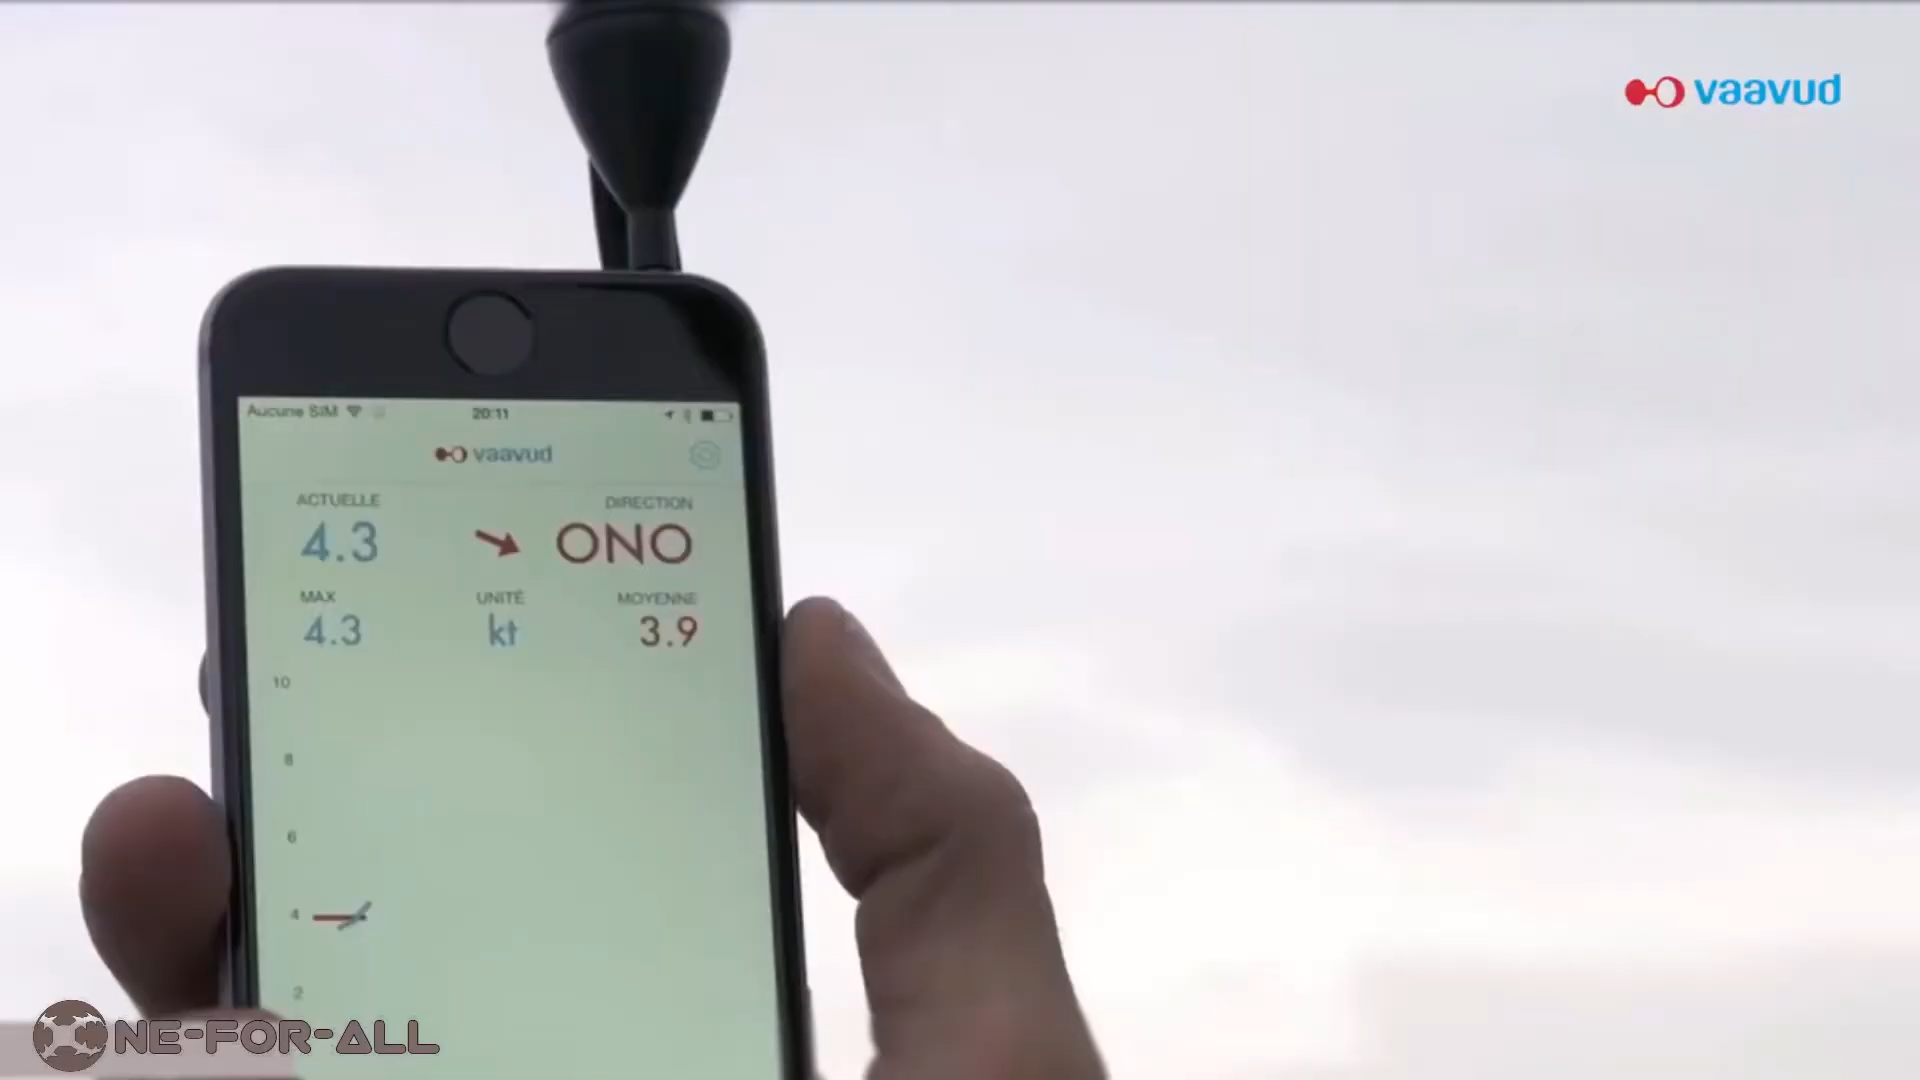 vaavud
Aucune SIM 20:11
vaavud
ACTUELLE DIRECTION
4.3 ONO
MAX UNITÉ MOYENNE
4.3 kt 3.9
10
8
6
4
2
NE-FOR-ALL